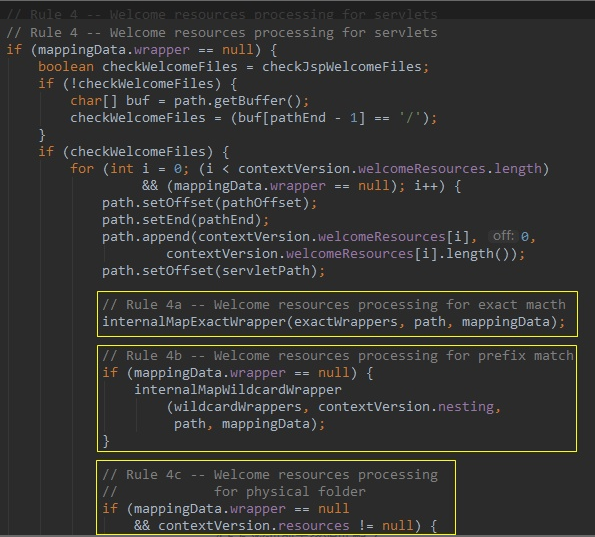 // Rule 4 -- Welcome resources processing for servlets
// Rule 4 -- Welcome resources processing for servlets
if (mappingData.wrapper == null) {
    boolean checkWelcomeFiles = checkJspWelcomeFiles;
    if (!checkWelcomeFiles) {
        char[] buf = path.getBuffer();
        checkWelcomeFiles = (buf[pathEnd - 1] == '/');
    }
    if (checkWelcomeFiles) {
        for (int i = 0; (i < contextVersion.welcomeResources.length)
                 && (mappingData.wrapper == null); i++) {
            path.setOffset(pathOffset);
            path.setEnd(pathEnd);
            path.append(contextVersion.welcomeResources[i], off: 0,
                    contextVersion.welcomeResources[i].length());
            path.setOffset(servletPath);
            // Rule 4a -- Welcome resources processing for exact macth
            internalMapExactWrapper(exactWrappers, path, mappingData);
            // Rule 4b -- Welcome resources processing for prefix match
            if (mappingData.wrapper == null) {
                internalMapWildcardWrapper
                    (wildcardWrappers, contextVersion.nesting,
                     path, mappingData);
            }
            // Rule 4c -- Welcome resources processing
            //            for physical folder
            if (mappingData.wrapper == null
                && contextVersion.resources != null) {